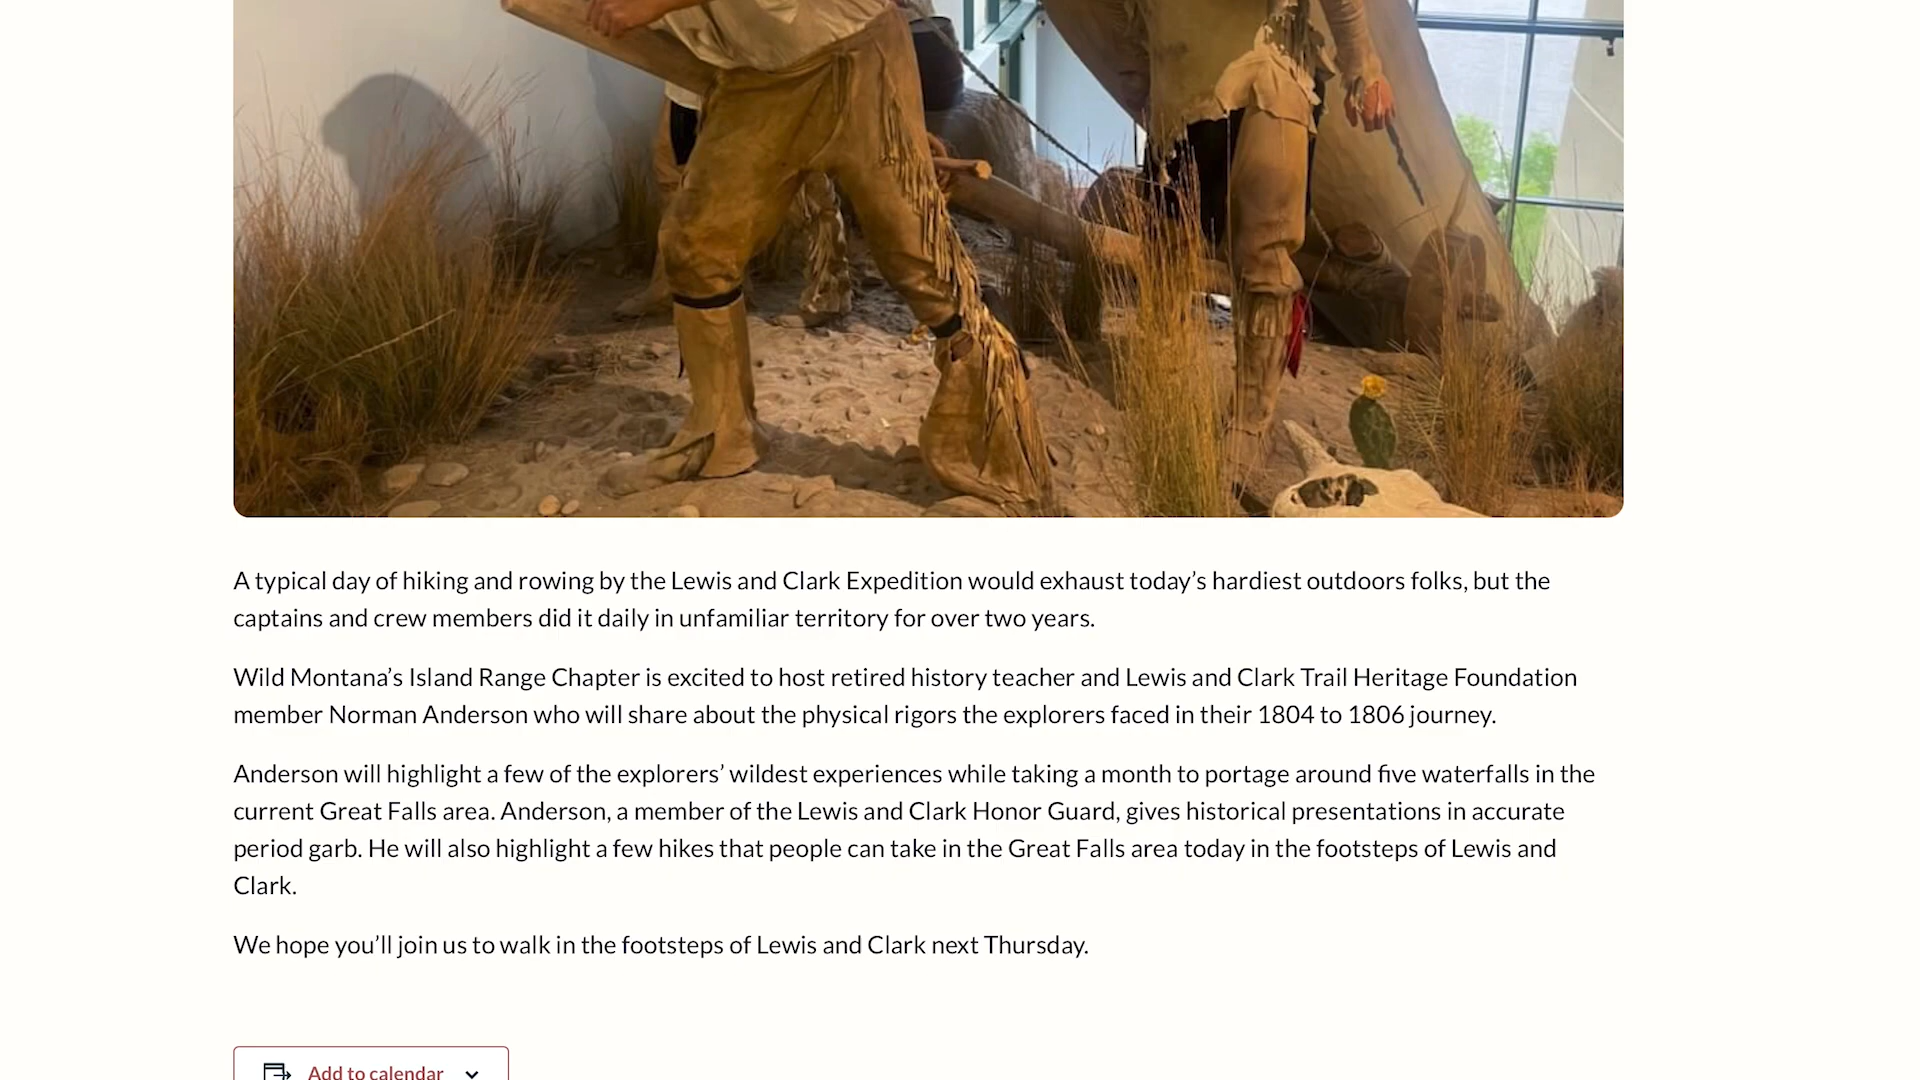 A typical day of hiking and rowing by the Lewis and Clark Expedition would exhaust today’s hardiest outdoors folks, but the
captains and crew members did it daily in unfamiliar territory for over two years.
Wild Montana’s Island Range Chapter is excited to host retired history teacher and Lewis and Clark Trail Heritage Foundation
member Norman Anderson who will share about the physical rigors the explorers faced in their 1804 to 1806 journey.
Anderson will highlight a few of the explorers’ wildest experiences while taking a month to portage around five waterfalls in the
current Great Falls area. Anderson, a member of the Lewis and Clark Honor Guard, gives historical presentations in accurate
period garb. He will also highlight a few hikes that people can take in the Great Falls area today in the footsteps of Lewis and
Clark.
We hope you’ll join us to walk in the footsteps of Lewis and Clark next Thursday.
Add to calendar